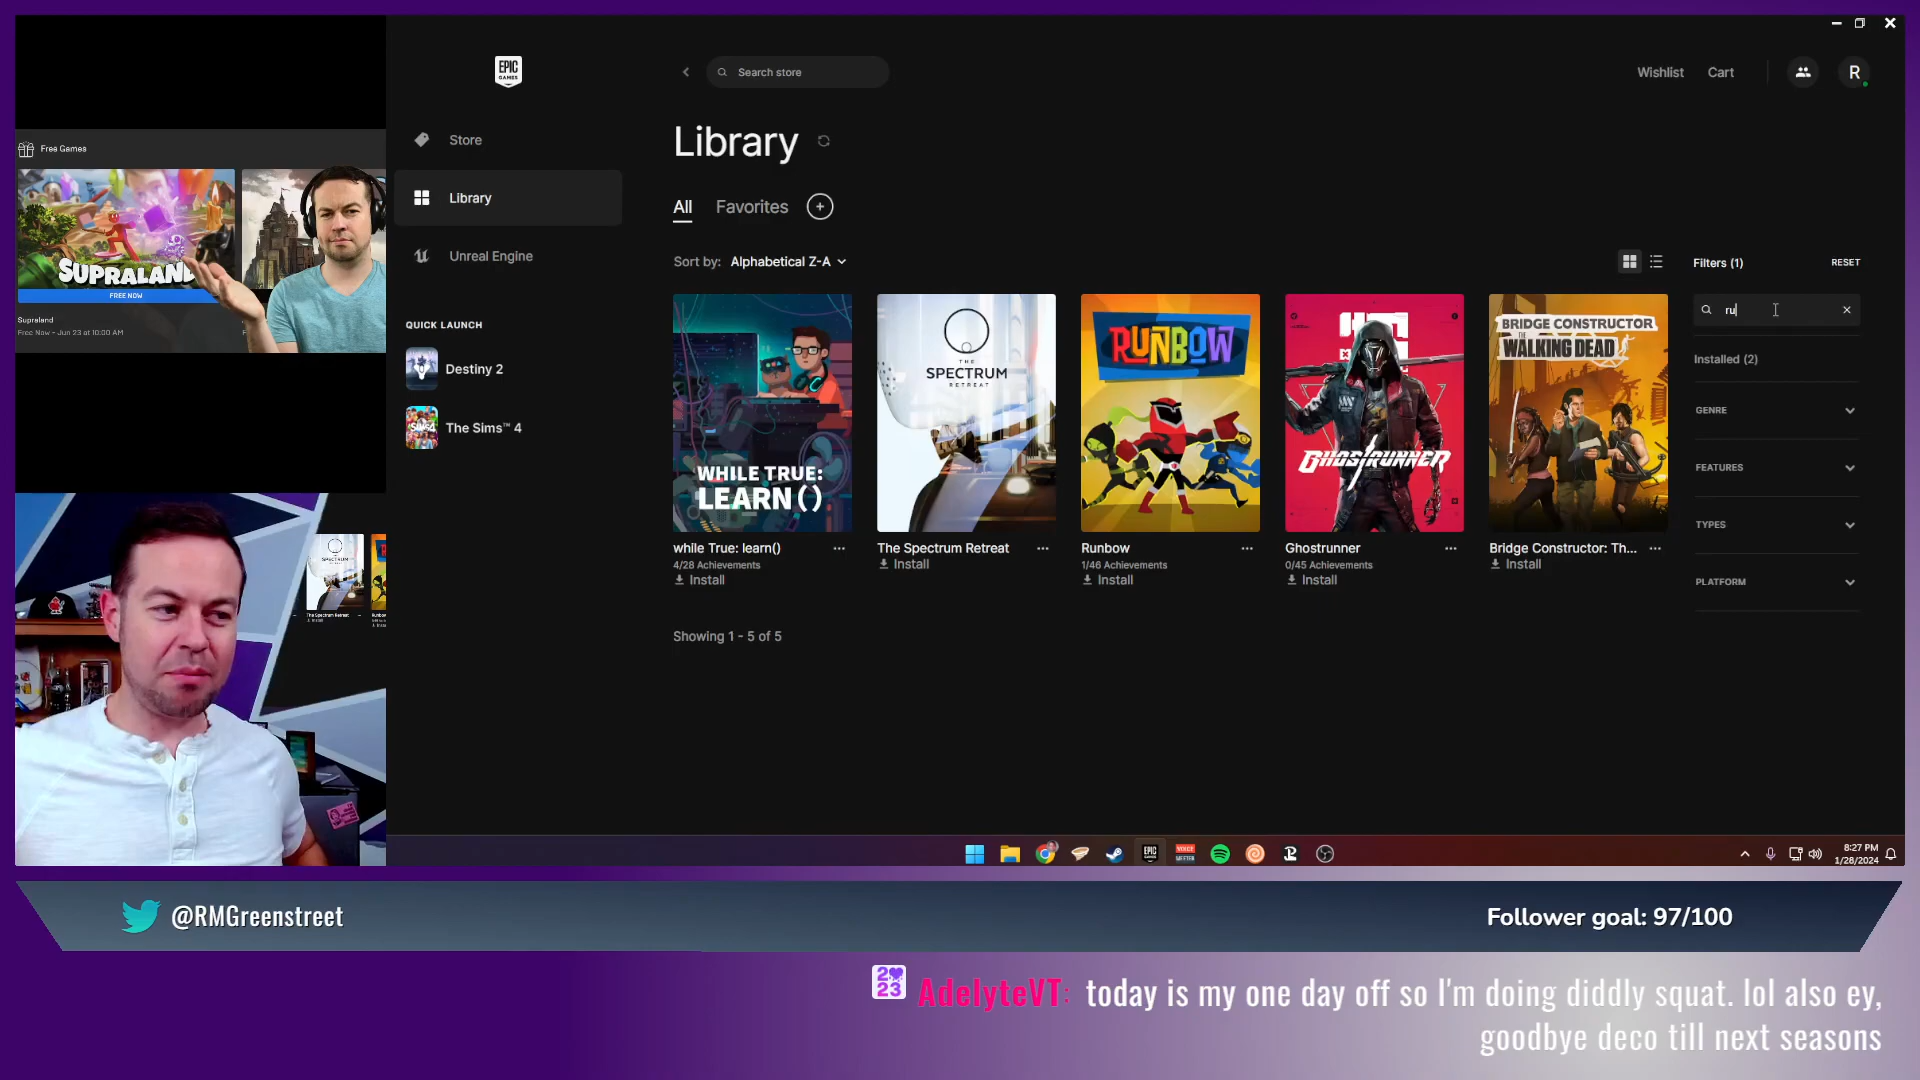 EPIC
GAMES
Search store
Wishlist
Cart
R
Free Games
SUPRALAND
FREE NOW
Supraland
Free Now - Jun 23 at 10:00 AM
Store
Library
Unreal Engine
QUICK LAUNCH
Destiny 2
The Sims™ 4
Library
All
Favorites
+
Sort by: Alphabetical Z-A
Filters (1)
RESET
ru
Installed (2)
GENRE
FEATURES
TYPES
PLATFORM
WHILE TRUE:
LEARN ()
while True: learn()
4/28 Achievements
Install
THE
SPECTRUM
RETREAT
The Spectrum Retreat
Install
RUNBOW
Runbow
1/46 Achievements
Install
GHOSTRUNNER
Ghostrunner
0/45 Achievements
Install
BRIDGE CONSTRUCTOR
WALKING DEAD
Bridge Constructor: Th...
Install
Showing 1 - 5 of 5
8:27 PM
1/28/2024
@RMGreenstreet
Follower goal: 97/100
2023
AdelyteVT: today is my one day off so I'm doing diddly squat. lol also ey,
goodbye deco till next seasons